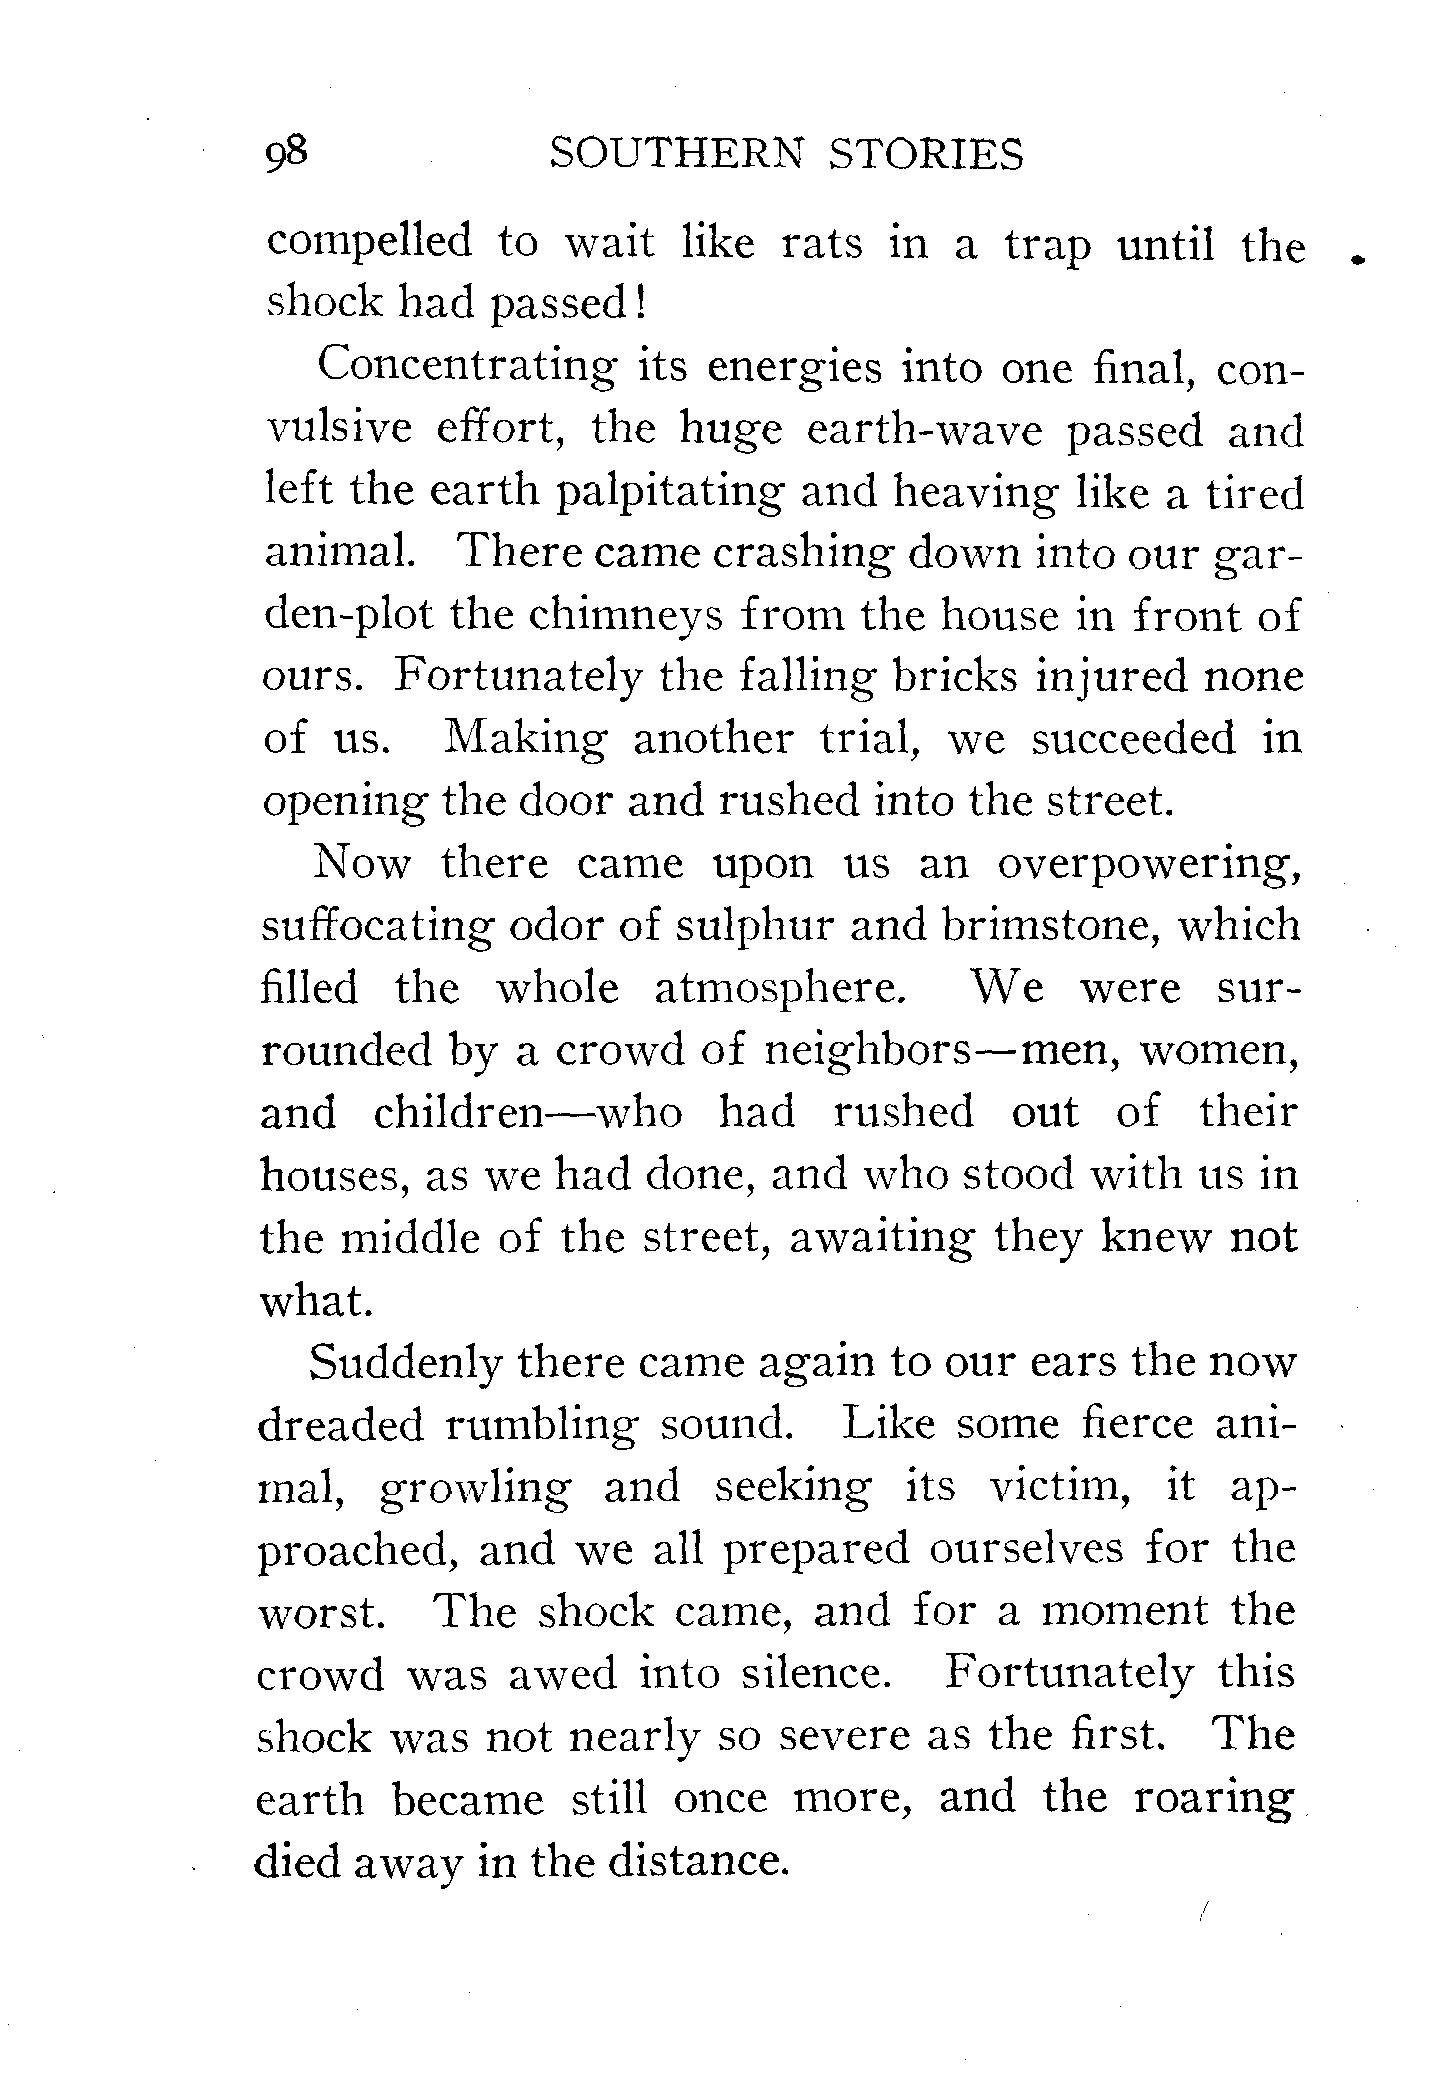 98 SOUTHERN STORIES
compelled to wait like rats in a trap until the
shock had passed!
Concentrating its energies into one final, con-
vulsive effort, the huge earth-wave passed and
left the earth palpitating and heaving like a tired
animal. There came crashing down into our gar-
den-plot the chimneys from the house in front of
ours. Fortunately the falling bricks injured none
of us. Making another trial, we succeeded in
opening the door and rushed into the street.
Now there came upon us an overpowering,
suffocating odor of sulphur and brimstone, which
filled the whole atmosphere. We were sur-
rounded by a crowd of neighbors—men, women,
and children—who had rushed out of their
houses, as we had done, and who stood with us in
the middle of the street, awaiting they knew not
what.
Suddenly there came again to our ears the now
dreaded rumbling sound. Like some fierce ani-
mal, growling and seeking its victim, it ap-
proached, and we all prepared ourselves for the
worst. The shock came, and for a moment the
crowd was awed into silence. Fortunately this
shock was not nearly so severe as the first. The
earth became still once more, and the roaring
died away in the distance.